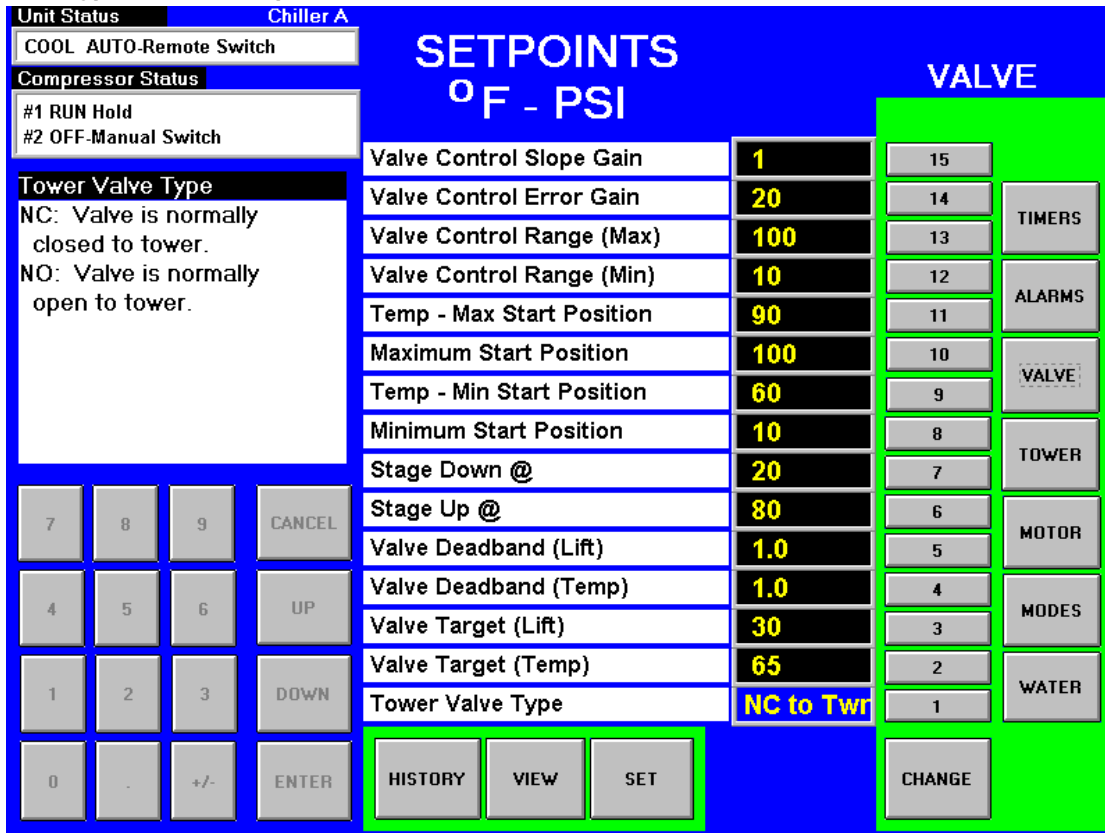 Unit Status Chiller A
COOL AUTO-Remote Switch
Compressor Status
#1 RUN Hold
#2 OFF-Manual Switch
Tower Valve Type
NC: Valve is normally
closed to tower.
NO: Valve is normally
open to tower.
7 8 9 CANCEL
4 5 6 UP
1 2 3 DOWN
0 . +/- ENTER
SETPOINTS
°F - PSI
Valve Control Slope Gain 1
Valve Control Error Gain 20
Valve Control Range (Max) 100
Valve Control Range (Min) 10
Temp - Max Start Position 90
Maximum Start Position 100
Temp - Min Start Position 60
Minimum Start Position 10
Stage Down @ 20
Stage Up @ 80
Valve Deadband (Lift) 1.0
Valve Deadband (Temp) 1.0
Valve Target (Lift) 30
Valve Target (Temp) 65
Tower Valve Type NC to Twr
HISTORY VIEW SET
VALVE
15
14
13
12
11
10
9
8
7
6
5
4
3
2
1
TIMERS
ALARMS
VALVE
TOWER
MOTOR
MODES
WATER
CHANGE